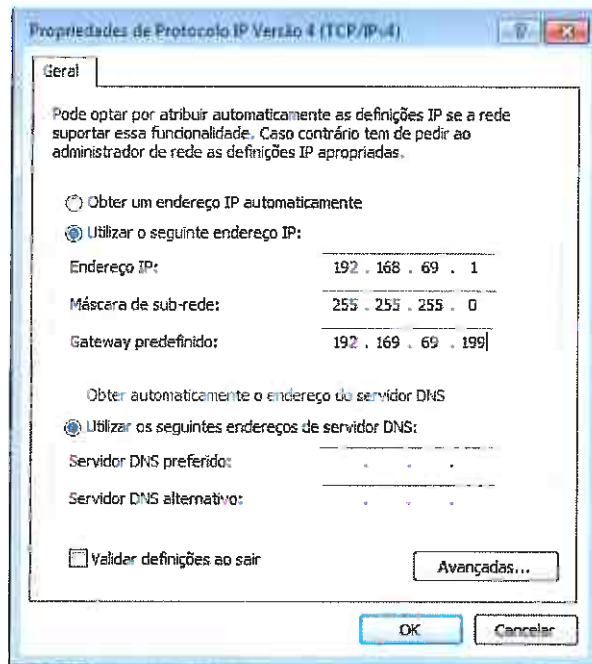 Propriedades de Protocolo IP Versão 4 (TCP/IPv4)
Geral
Pode optar por atribuir automaticamente as definições IP se a rede
suportar essa funcionalidade. Caso contrário tem de pedir ao
administrador de rede as definições IP apropriadas.
Obter um endereço IP automaticamente
Utilizar o seguinte endereço IP:
Endereço IP: 192 . 168 . 69 . 1
Máscara de sub-rede: 255 . 255 . 255 . 0
Gateway predefinido: 192 . 169 . 69 . 199
Obter automaticamente o endereço do servidor DNS
Utilizar os seguintes endereços de servidor DNS:
Servidor DNS preferido: . . .
Servidor DNS alternativo: . . .
Validar definições ao sair
Avançadas...
OK Cancelar